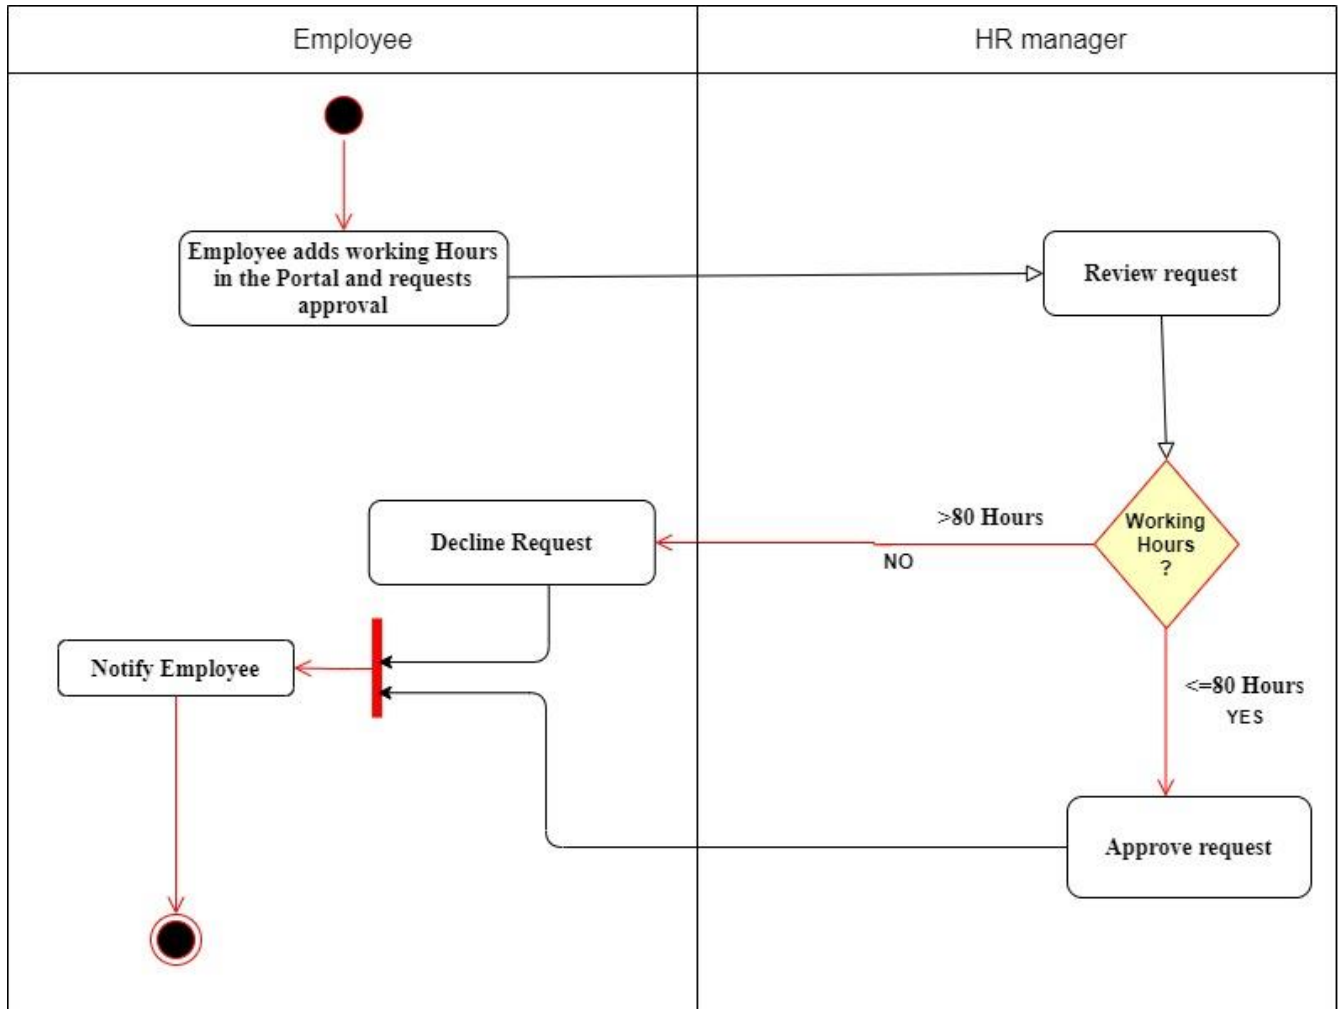 Employee
HR manager
Employee adds working Hours
in the Portal and requests
approval
Review request
Decline Request
>80 Hours
NO
Working
Hours
?
Notify Employee
<=80 Hours
YES
Approve request